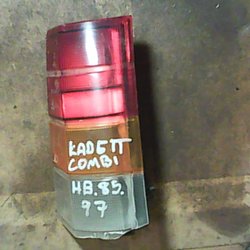 KADETT
COMBI
HB.85.
97